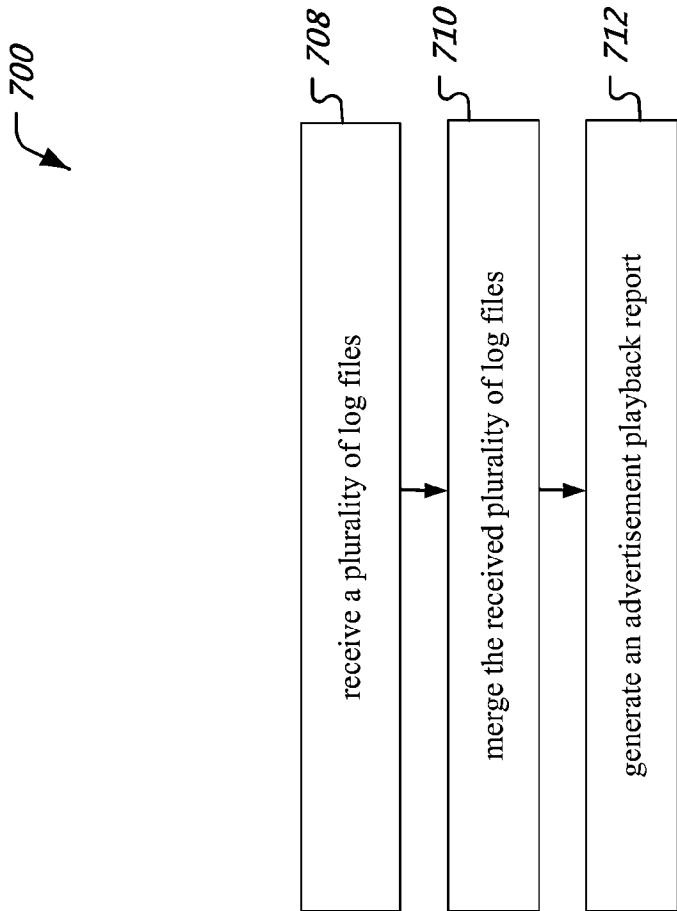 700
708
receive a plurality of log files
710
merge the received plurality of log files
712
generate an advertisement playback report